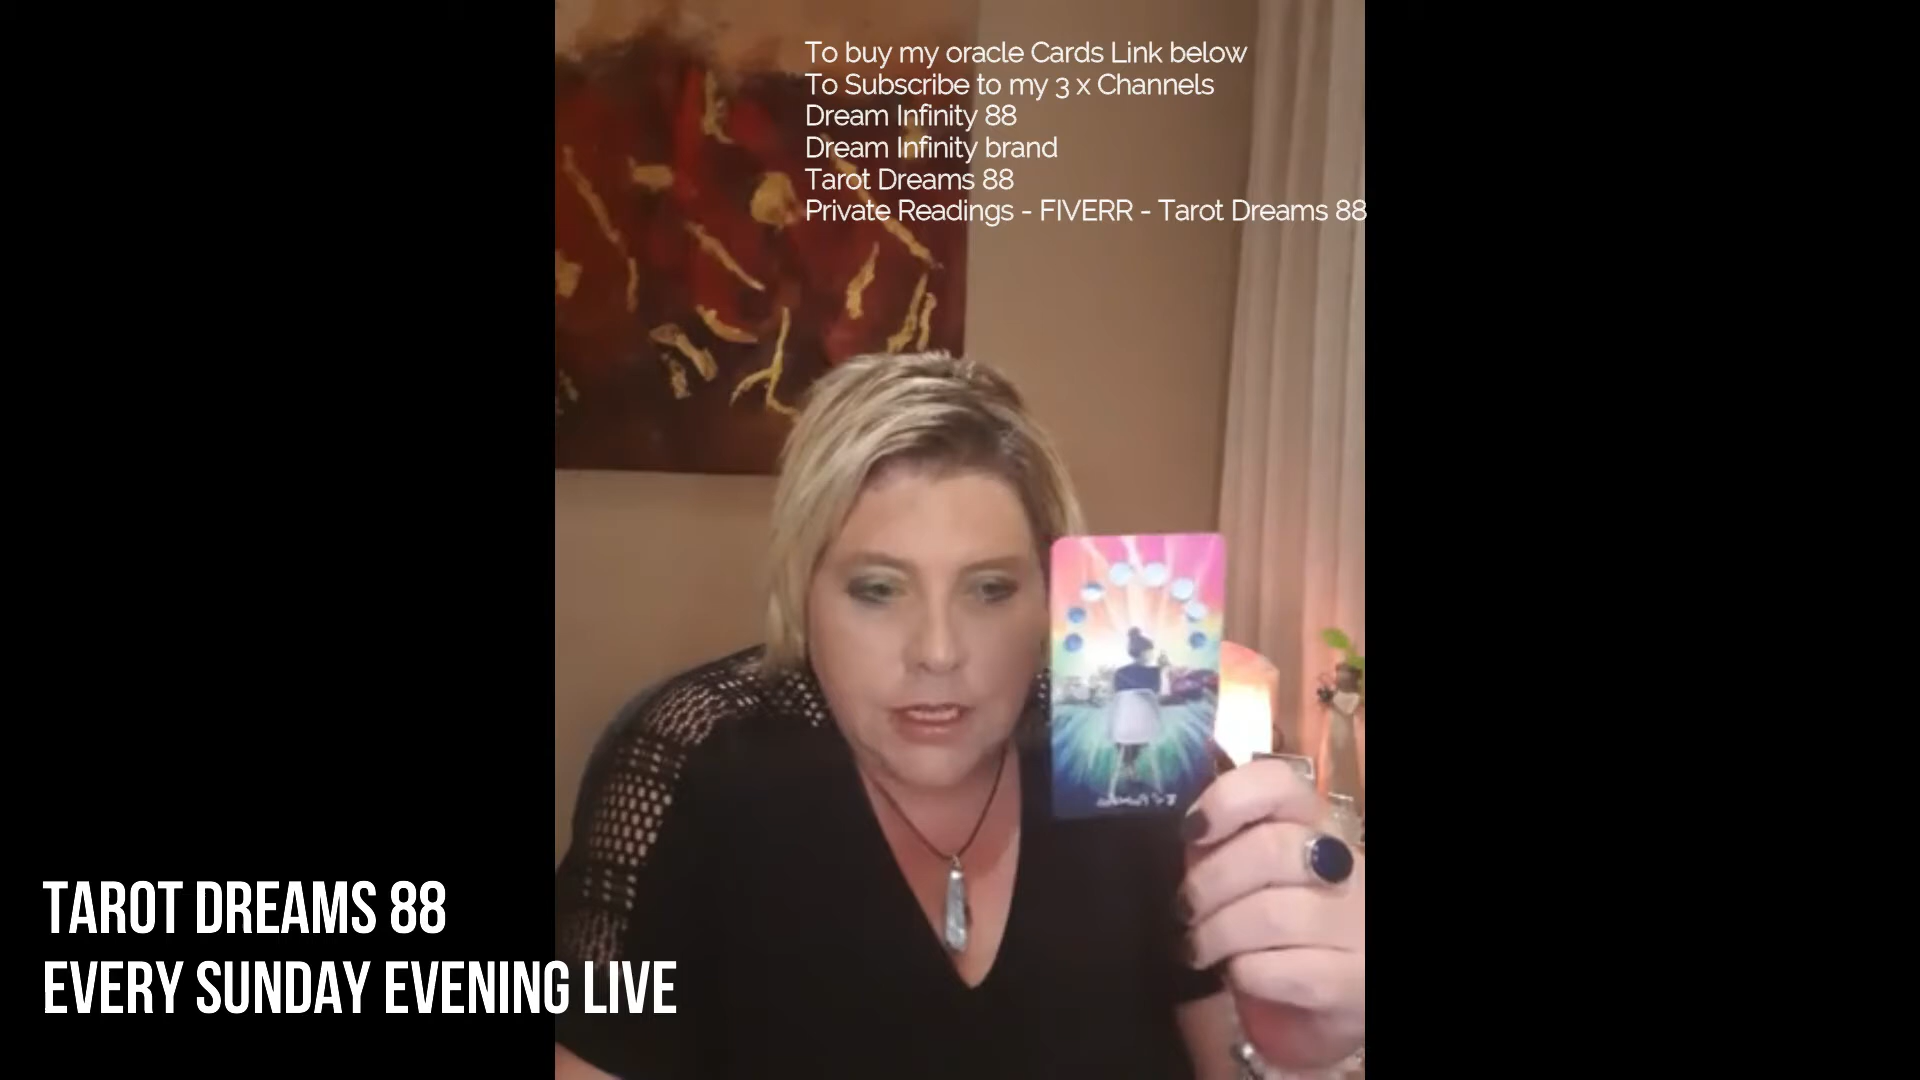 To buy my oracle Cards Link below
To Subscribe to my 3 x Channels
Dream Infinity 88
Dream Infinity brand
Tarot Dreams 88
Private Readings - FIVERR - Tarot Dreams 88
TAROT DREAMS 88
EVERY SUNDAY EVENING LIVE